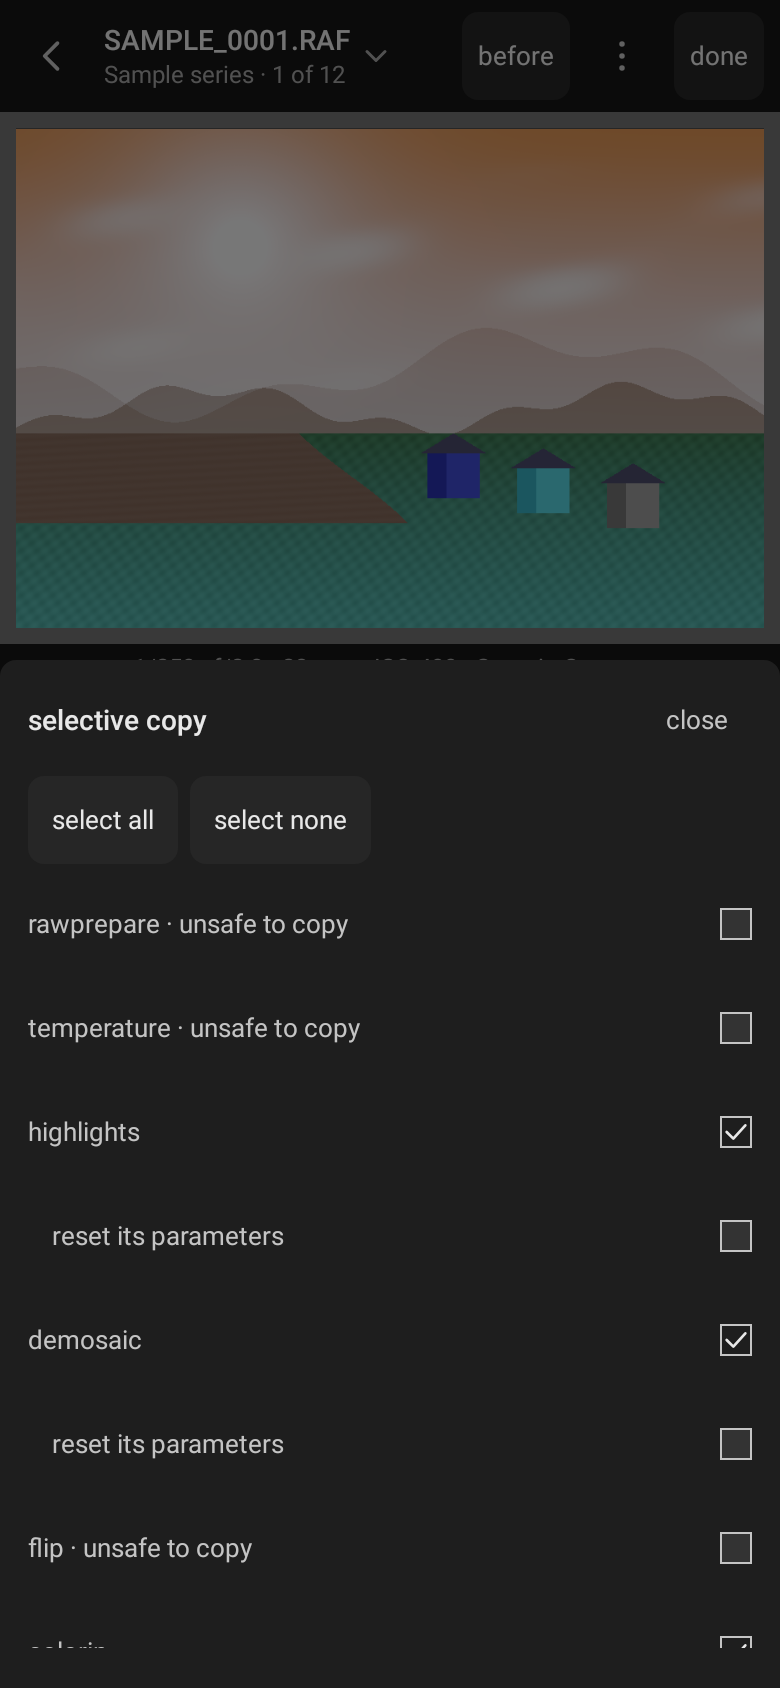 SAMPLE_0001.RAF
Sample series · 1 of 12
before
done
selective copy
close
select all
select none
rawprepare · unsafe to copy
temperature · unsafe to copy
highlights
reset its parameters
demosaic
reset its parameters
flip · unsafe to copy